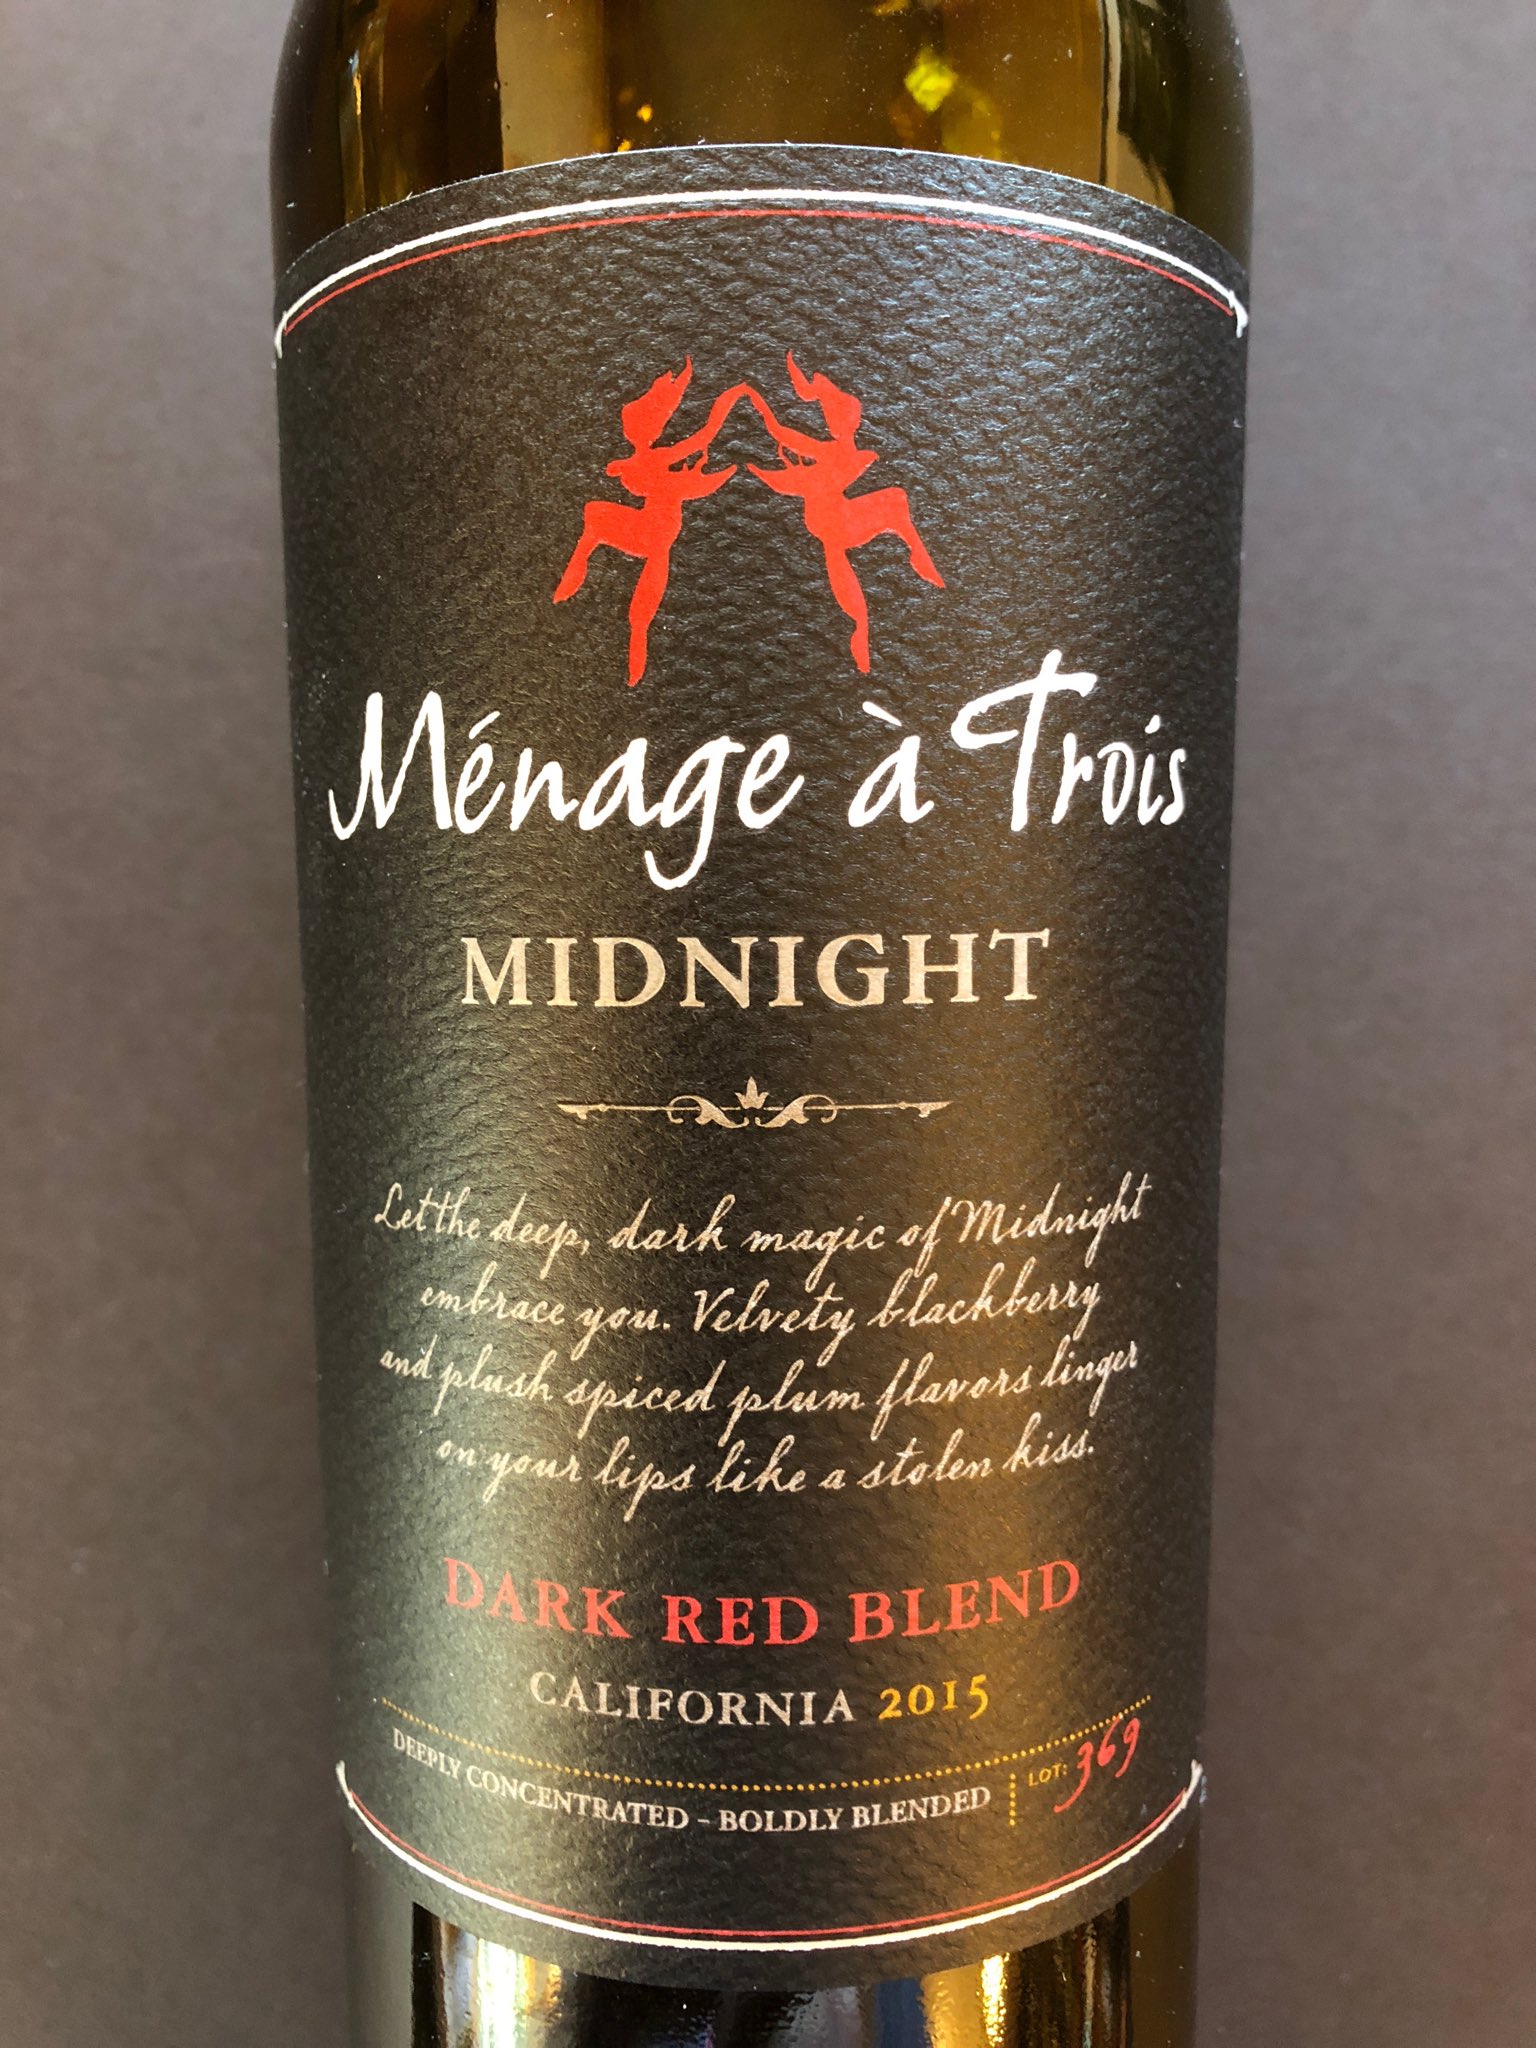 Ménage à Trois
MIDNIGHT
Let the deep, dark magic of Midnight
embrace you. Velvety blackberry
and plush spiced plum flavors linger
on your lips like a stolen kiss.
DARK RED BLEND
CALIFORNIA 2015
DEEPLY CONCENTRATED - BOLDLY BLENDED LOT: 369